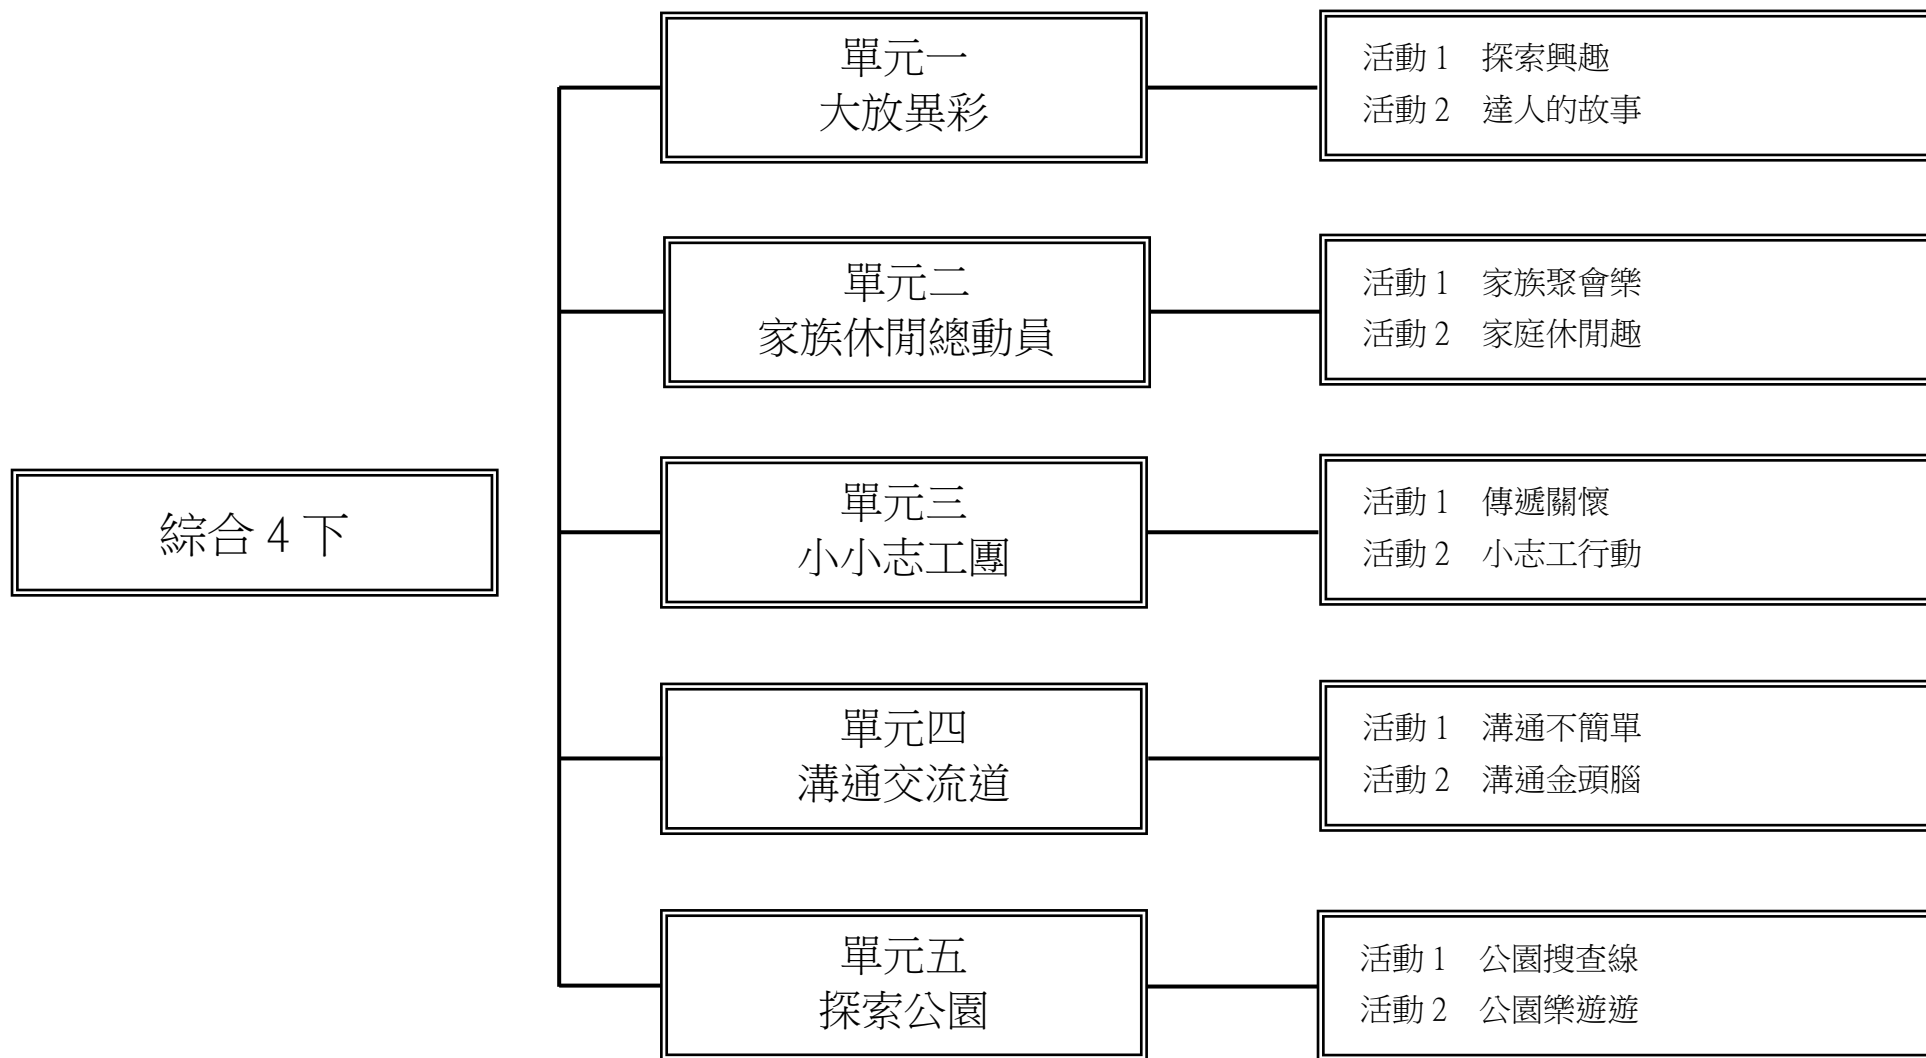 綜合 4 下
單元一
大放異彩
活動 1　探索興趣
活動 2　達人的故事
單元二
家族休閒總動員
活動 1　家族聚會樂
活動 2　家庭休閒趣
單元三
小小志工團
活動 1　傳遞關懷
活動 2　小志工行動
單元四
溝通交流道
活動 1　溝通不簡單
活動 2　溝通金頭腦
單元五
探索公園
活動 1　公園搜查線
活動 2　公園樂遊遊